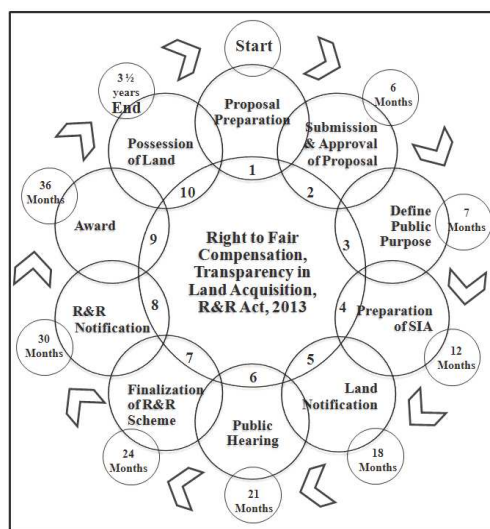 Start
Proposal
Preparation
1
6
Months
Submission
& Approval
of Proposal
2
7
Months
Define
Public
Purpose
3
12
Months
Preparation
of SIA
4
18
Months
Land
Notification
5
21
Months
Public
Hearing
6
24
Months
Finalization
of R&R
Scheme
7
30
Months
R&R
Notification
8
36
Months
Award
9
3 ½
years
End
Possession
of Land
10
Right to Fair
Compensation,
Transparency in
Land Acquisition,
R&R Act, 2013